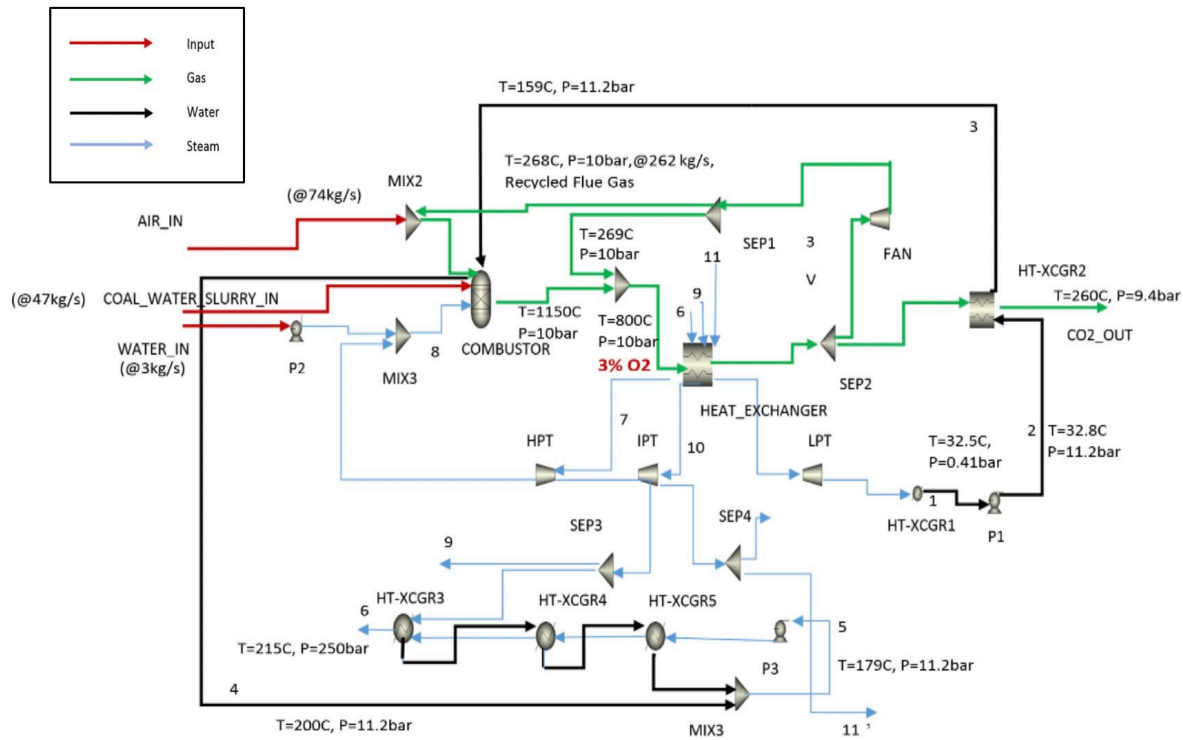 Input
Gas
Water
Steam
T=159C, P=11.2bar
3
T=268C, P=10bar,@262 kg/s,
Recycled Flue Gas
MIX2
(@74kg/s)
AIR_IN
SEP1
3
V
FAN
T=269C
P=10bar
11
9
6
HT-XCGR2
T=260C, P=9.4bar
CO2_OUT
(@47kg/s)
COAL_WATER_SLURRY_IN
WATER_IN
(@3kg/s)
P2
MIX3
8
COMBUSTOR
T=1150C
P=10bar
T=800C
P=10bar
3% O2
SEP2
HEAT_EXCHANGER
7
HPT
IPT
10
LPT
T=32.5C,
P=0.41bar
2
T=32.8C
P=11.2bar
1
HT-XCGR1
P1
SEP3
SEP4
9
HT-XCGR3
HT-XCGR4
HT-XCGR5
6
T=215C, P=250bar
5
P3
T=179C, P=11.2bar
4
T=200C, P=11.2bar
MIX3
11 ,